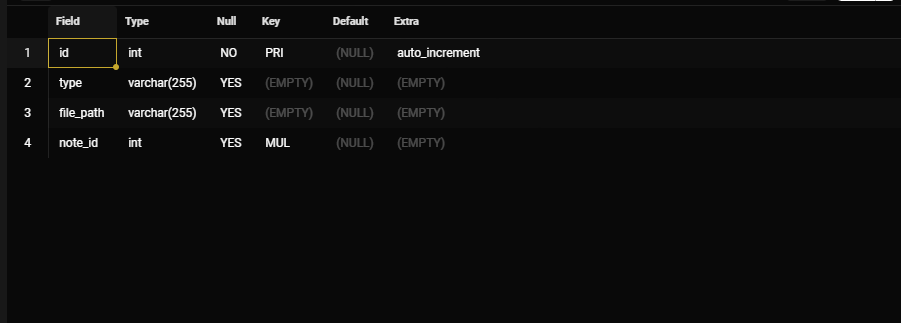 Field Type Null Key Default Extra
1 id int NO PRI (NULL) auto_increment
2 type varchar(255) YES (EMPTY) (NULL) (EMPTY)
3 file_path varchar(255) YES (EMPTY) (NULL) (EMPTY)
4 note_id int YES MUL (NULL) (EMPTY)